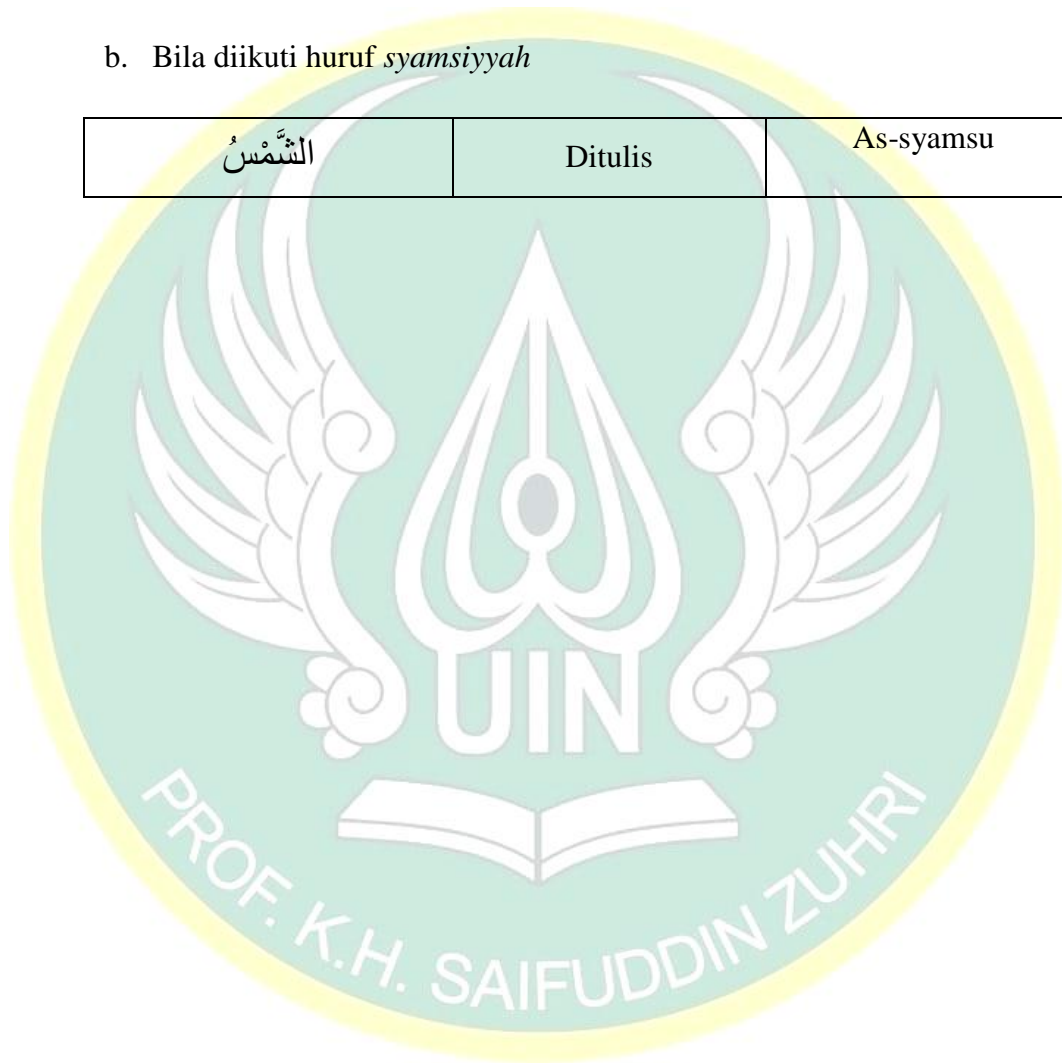 b. Bila diikuti huruf syamsiyyah
الشَّمْسُ Ditulis As-syamsu
UIN
PROF. K.H. SAIFUDDIN ZUHRI